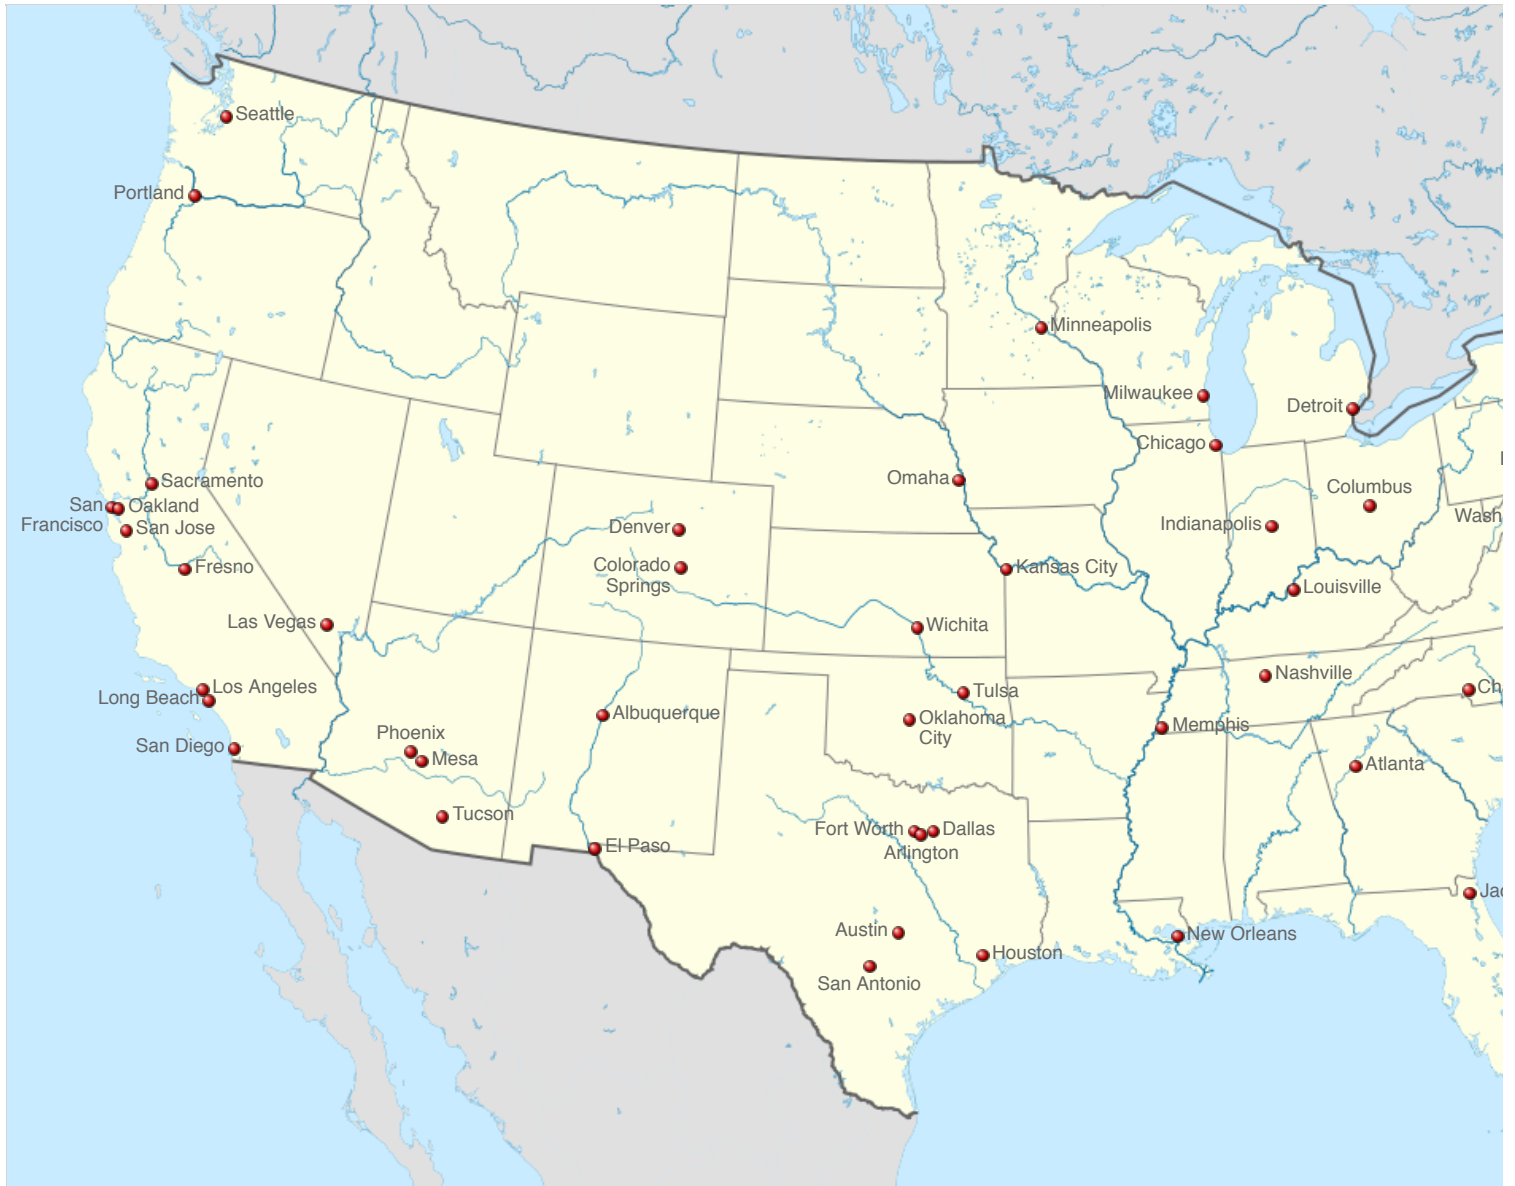 Seattle
Portland
Minneapolis
Milwaukee
Detroit
Chicago
Sacramento
Omaha
Columbus
San
Francisco
Oakland
San Jose
Denver
Indianapolis
Wash
Colorado
Springs
Fresno
Kansas City
Louisville
Las Vegas
Wichita
Nashville
Los Angeles
Long Beach
Tulsa
Ch
Albuquerque
Oklahoma
City
Memphis
San Diego
Phoenix
Mesa
Atlanta
Tucson
Fort Worth
Dallas
Arlington
El Paso
Jac
Austin
New Orleans
Houston
San Antonio